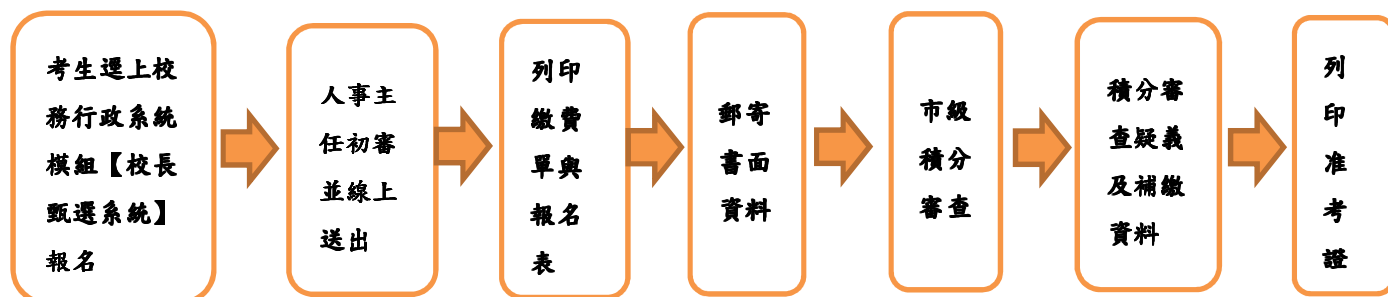 考生逕上校
務行政系統
模組【校長
甄選系統】
報名
人事主
任初審
並線上
送出
列印
繳費
單與
報名
表
郵寄
書面
資料
市級
積分
審查
積分審
查疑義
及補繳
資料
列
印
准
考
證